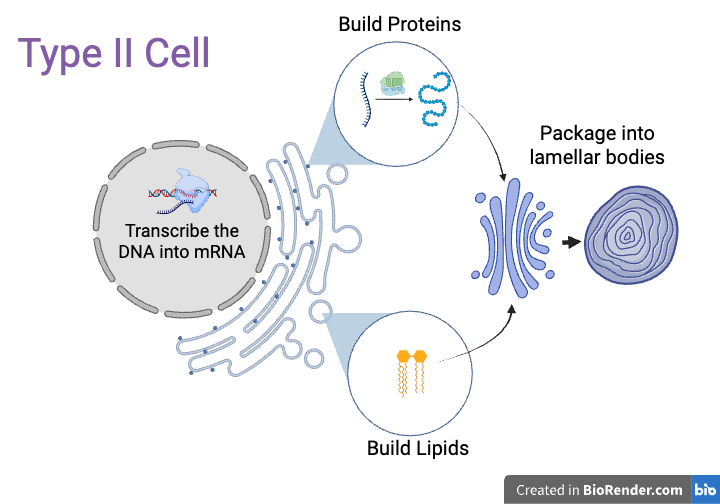 Type II Cell
Build Proteins
Package into
lamellar bodies
Transcribe the
DNA into mRNA
Build Lipids
Created in BioRender.com bio